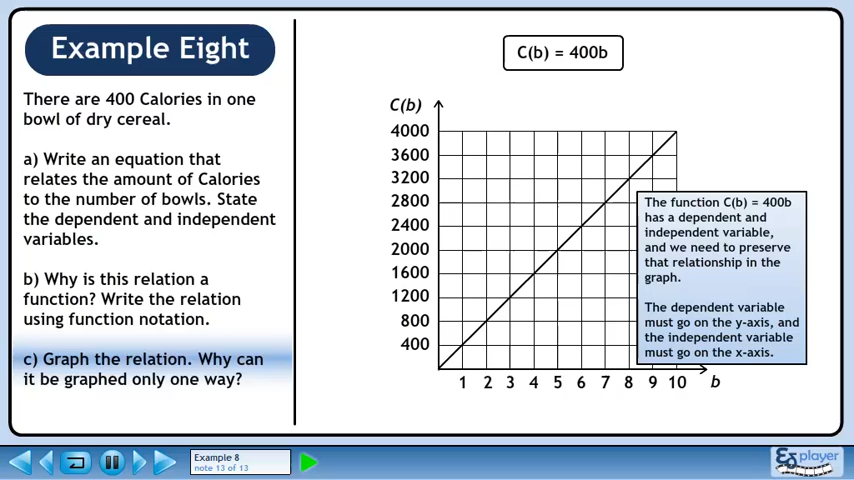 Example Eight
There are 400 Calories in one
bowl of dry cereal.
a) Write an equation that
relates the amount of Calories
to the number of bowls. State
the dependent and independent
variables.
b) Why is this relation a
function? Write the relation
using function notation.
c) Graph the relation. Why can
it be graphed only one way?
C(b) = 400b
C(b)
4000
3600
3200
2800
2400
2000
1600
1200
800
400
1 2 3 4 5 6 7 8 9 10 b
The function C(b) = 400b
has a dependent and
independent variable,
and we need to preserve
that relationship in the
graph.
The dependent variable
must go on the y-axis, and
the independent variable
must go on the x-axis.
Example 8
note 13 of 13
player